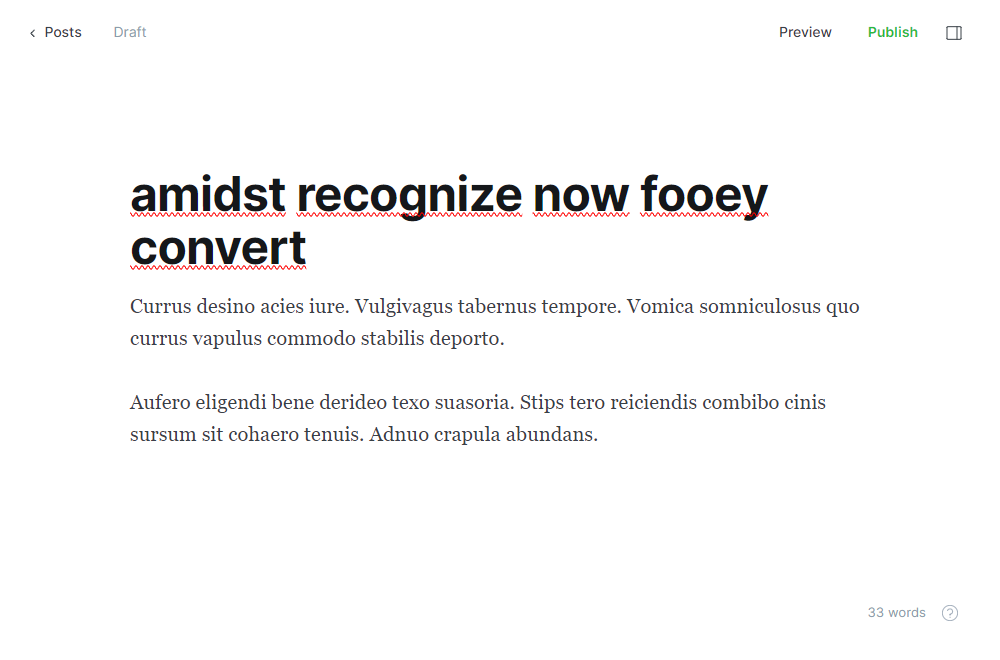 Posts
Draft
Preview
Publish
amidst recognize now fooey
convert
Currus desino acies iure. Vulgivagus tabernus tempore. Vomica somniculosus quo
currus vapulus commodo stabilis deporto.
Aufero eligendi bene derideo texo suasoria. Stips tero reiciendis combibo cinis
sursum sit cohaero tenuis. Adnuo crapula abundans.
33 words
?